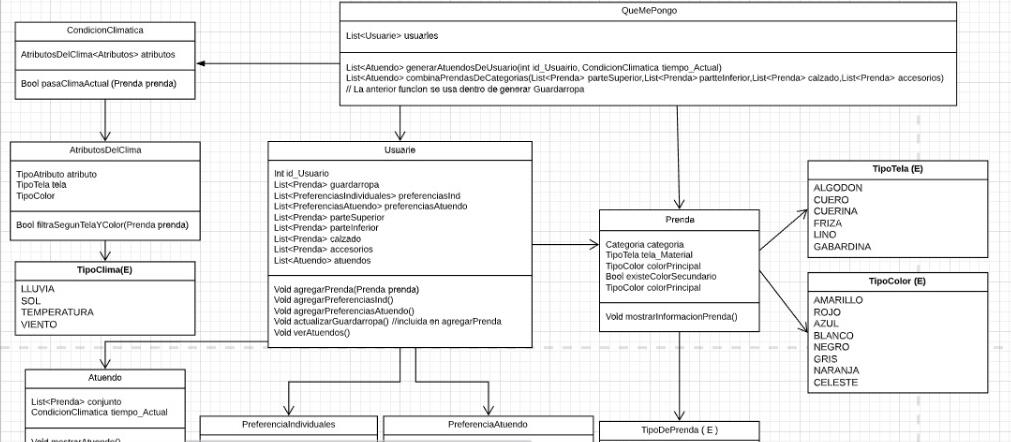 QueMePongo
List<Usuarie> usuaries
List<Atuendo> generarAtuendosDeUsuario(int id_Usuairio, CondicionClimatica tiempo_Actual)
List<Atuendo> combinaPrendasDeCategorias(List<Prenda> parteSuperior,List<Prenda> partteInferior,List<Prenda> calzado,List<Prenda> accesorios)
// La anterior funcion se usa dentro de generar Guardarropa
CondicionClimatica
AtributosDelClima<Atributos> atributos
Bool pasaClimaActual (Prenda prenda)
AtributosDelClima
TipoAtributo atributo
TipoTela tela
TipoColor
Bool filtraSegunTelaYColor(Prenda prenda)
TipoClima(E)
LLUVIA
SOL
TEMPERATURA
VIENTO
Usuarie
Int id_Usuario
List<Prenda> guardarropa
List<PreferenciasIndividuales> preferenciasInd
List<PreferenciasAtuendo> preferenciasAtuendo
List<Prenda> parteSuperior
List<Prenda> parteInferior
List<Prenda> calzado
List<Prenda> accesorios
List<Atuendo> atuendos
Void agregarPrenda(Prenda prenda)
Void agregarPreferenciasInd()
Void agregarPreferenciasAtuendo()
Void actualizarGuardarropa() //incluida en agregarPrenda
Void verAtuendos()
Prenda
Categoria categoria
TipoTela tela_Material
TipoColor colorPrincipal
Bool existeColorSecundario
TipoColor colorPrincipal
Void mostrarInformacionPrenda()
TipoTela (E)
ALGODON
CUERO
CUERINA
FRIZA
LINO
GABARDINA
TipoColor (E)
AMARILLO
ROJO
AZUL
BLANCO
NEGRO
GRIS
NARANJA
CELESTE
Atuendo
List<Prenda> conjunto
CondicionClimatica tiempo_Actual
Void mostrarAtuendo()
PreferenciaIndividuales
PreferenciaAtuendo
TipoDePrenda ( E )